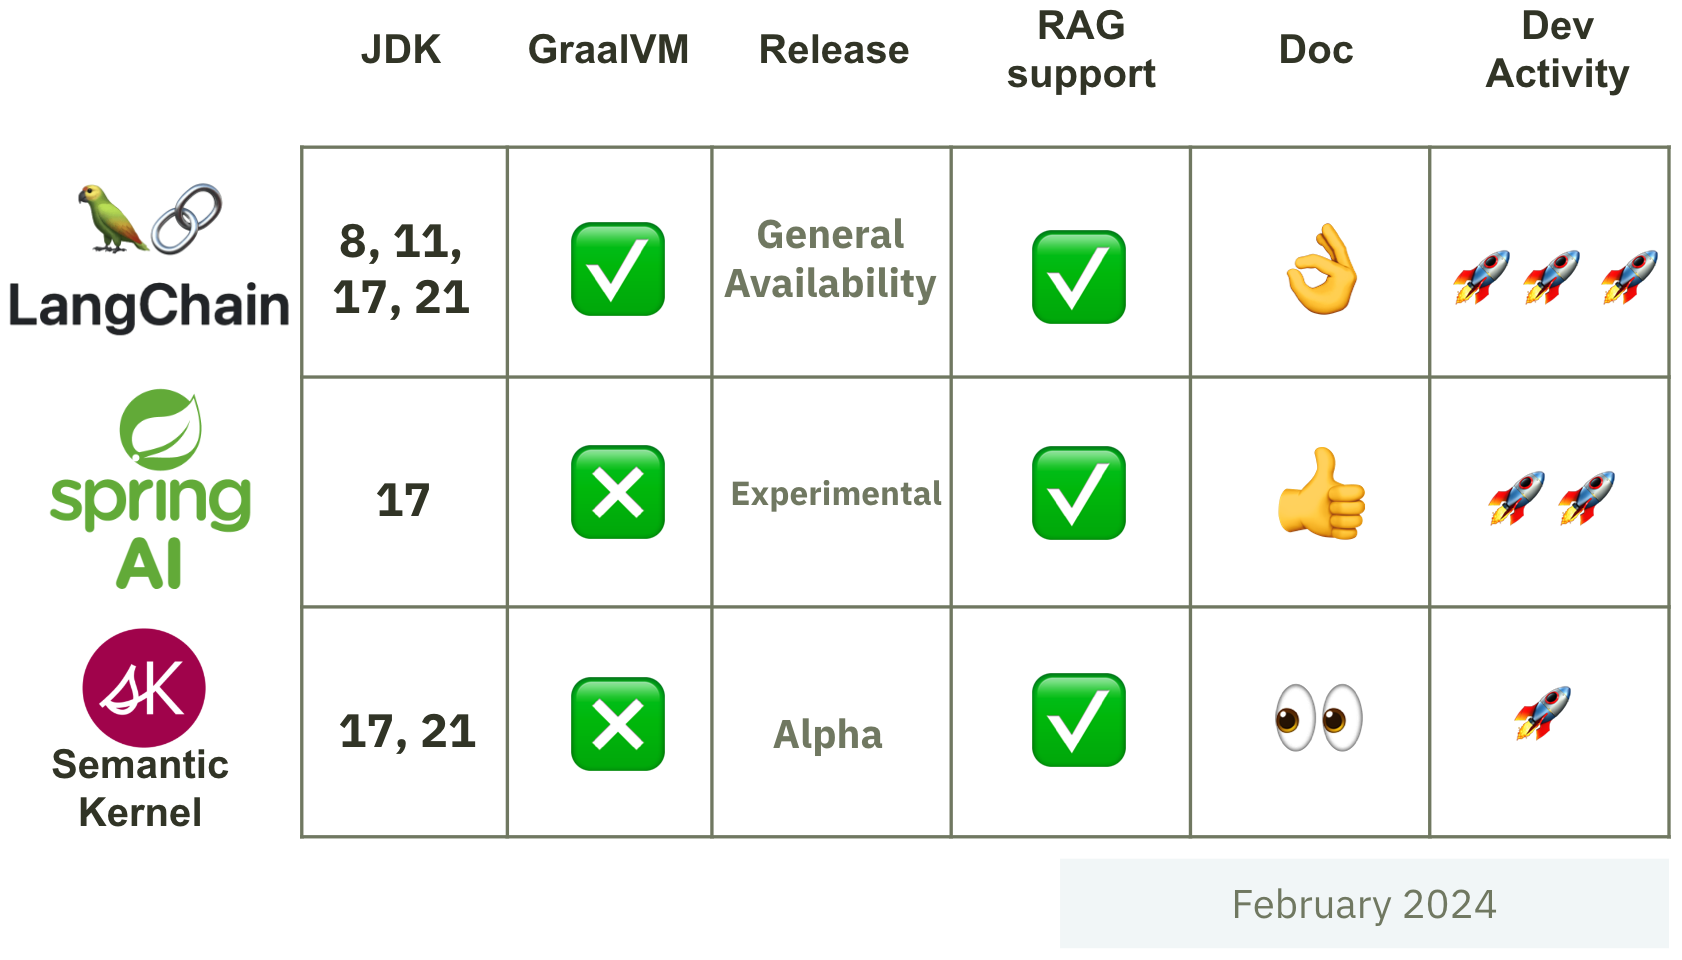 JDK
GraalVM
Release
RAG
support
Doc
Dev
Activity
LangChain
8, 11,
17, 21
General
Availability
spring
AI
17
Experimental
SK
Semantic
Kernel
17, 21
Alpha
February 2024